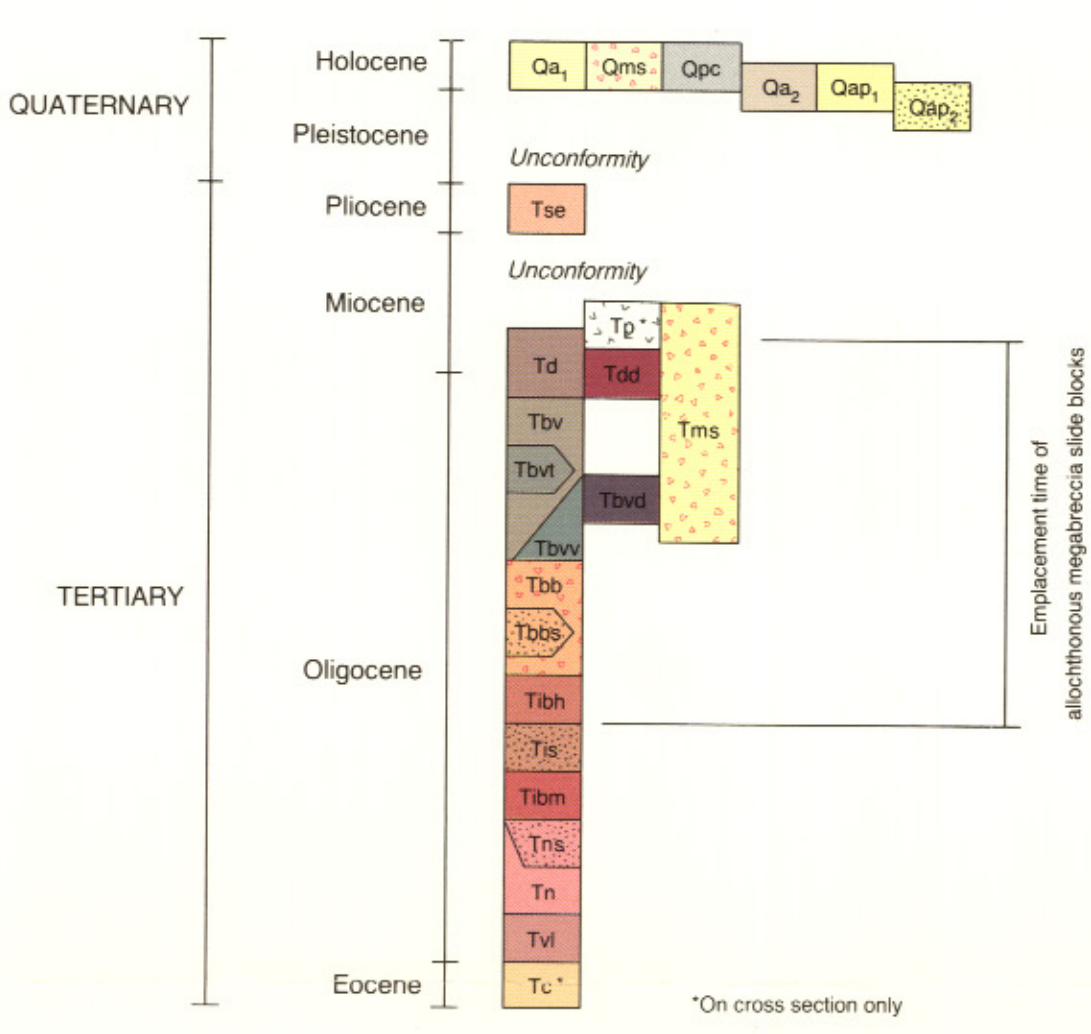 Holocene
Qa1 Qms Qpc
Qa2 Qap1
Qap2
QUATERNARY
Pleistocene
Unconformity
Pliocene
Tse
Unconformity
Miocene
Tp*
Td
Tdd
Tbv
Tms
Tbvt
Tbvd
Tbvv
Emplacement time of
allochthonous megabreccia slide blocks
Tbb
TERTIARY
Tbbs
Oligocene
Tibh
Tis
Tibm
Tns
Tn
Tvl
Eocene
Tc*
*On cross section only